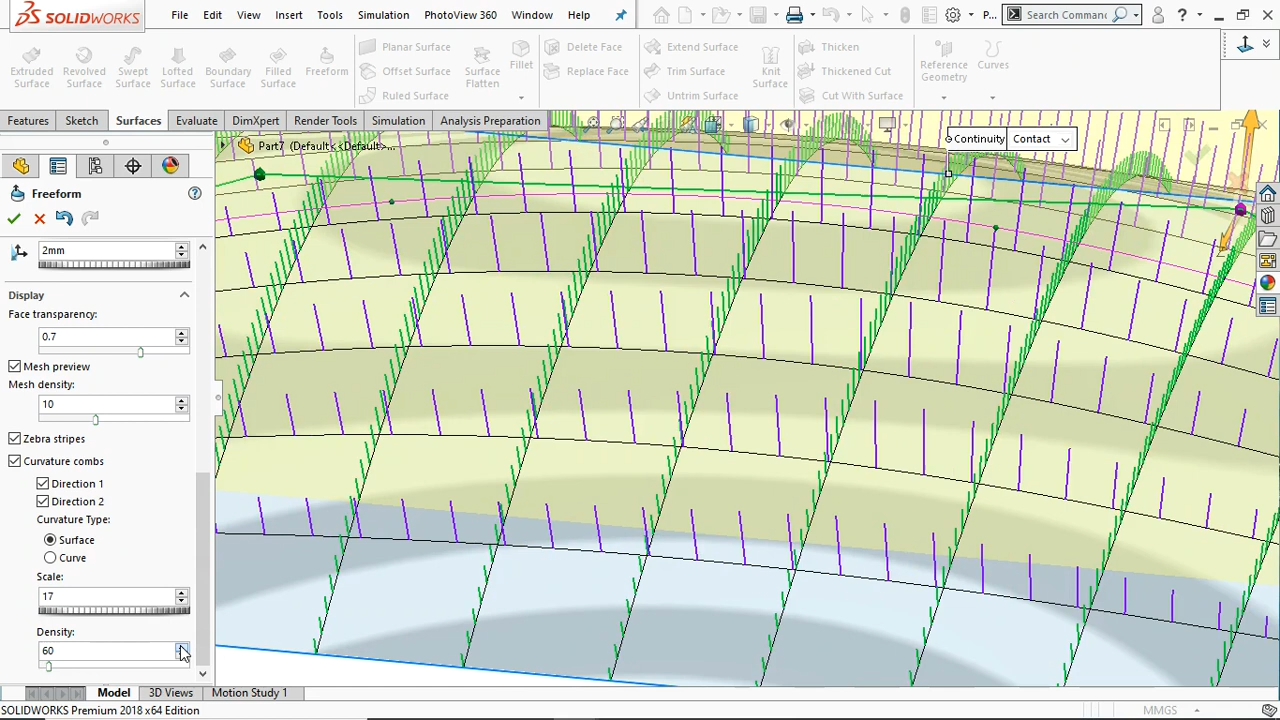 SOLIDWORKS File Edit View Insert Tools Simulation PhotoView 360 Window Help P... Search Comman ?
Extruded Surface
Revolved Surface
Swept Surface
Lofted Surface
Boundary Surface
Filled Surface
Freeform
Planar Surface
Offset Surface
Ruled Surface
Surface Flatten
Fillet
Delete Face
Replace Face
Knit Surface
Extend Surface
Trim Surface
Untrim Surface
Thicken
Thickened Cut
Cut With Surface
Reference Geometry
Curves
Features Sketch Surfaces Evaluate DimXpert Render Tools Simulation Analysis Preparation
Part7 (Default<<Default>...
Continuity Contact
Freeform
2mm
Display
Face transparency:
0.7
Mesh preview
Mesh density:
10
Zebra stripes
Curvature combs
Direction 1
Direction 2
Curvature Type:
Surface
Curve
Scale:
17
Density:
60
Model 3D Views Motion Study 1
SOLIDWORKS Premium 2018 x64 Edition MMGS